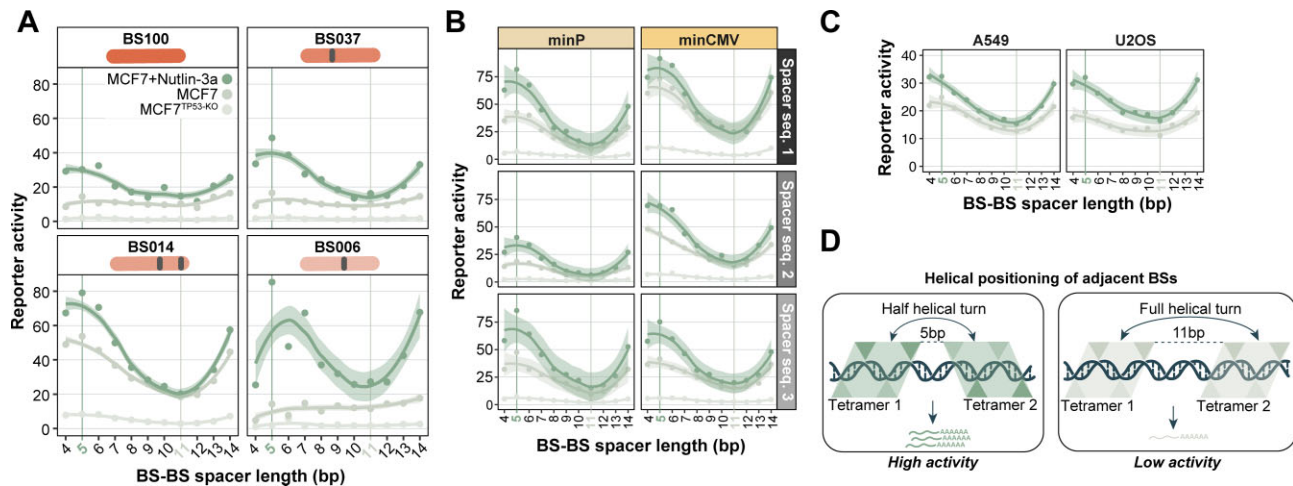 A
BS100
BS037
MCF7+Nutlin-3a
MCF7
MCF7TP53-KO
80
60
40
20
0
BS014
BS006
80
60
40
20
0
Reporter activity
4 5 6 7 8 9 10 11 12 13 14
4 5 6 7 8 9 10 11 12 13 14
BS-BS spacer length (bp)
B
minP
minCMV
75
50
25
0
Spacer seq. 1
75
50
25
0
Spacer seq. 2
75
50
25
0
Spacer seq. 3
Reporter activity
4 5 6 7 8 9 10 11 12 13 14
4 5 6 7 8 9 10 11 12 13 14
BS-BS spacer length (bp)
C
A549
U2OS
40
30
20
10
0
Reporter activity
4 5 6 7 8 9 10 11 12 13 14
4 5 6 7 8 9 10 11 12 13 14
BS-BS spacer length (bp)
D
Helical positioning of adjacent BSs
Half helical turn
5bp
Tetramer 1
Tetramer 2
AAAAAA
AAAAAA
AAAAAA
High activity
Full helical turn
11bp
Tetramer 1
Tetramer 2
AAAAA
Low activity